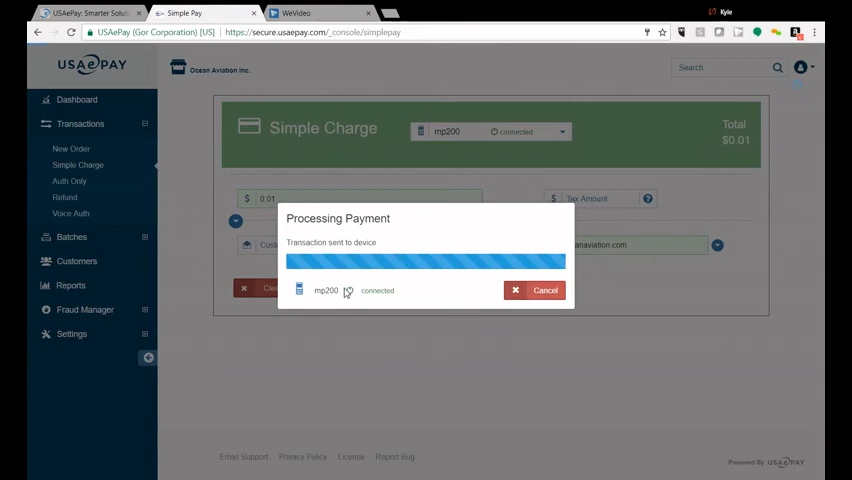 USAePay: Smarter Soluti
Simple Pay
WeVideo
Kyle
USAePay (Gor Corporation) [US]
https://secure.usaepay.com/_console/simplepay
USAePAY
Ocean Aviation Inc.
Search
Dashboard
Transactions
New Order
Simple Charge
Auth Only
Refund
Voice Auth
Batches
Customers
Reports
Fraud Manager
Settings
Simple Charge
mp200
connected
Total
$0.01
$ 0.01
$ Tax Amount
Cust
anaviation.com
Clea
Processing Payment
Transaction sent to device
mp200
connected
Cancel
Email Support
Privacy Policy
License
Report Bug
Powered By USAePAY